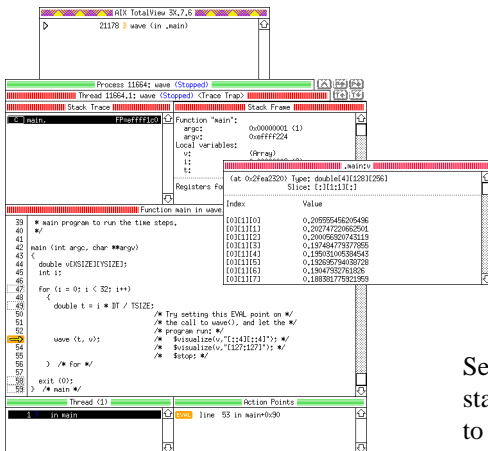 AIX TotalView 3X.7.6
21178 wave (in .main)
Process 11664: wave (Stopped)
Thread 11664.1: wave (Stopped) <Trace Trap>
Stack Trace
Stack Frame
C main, FP=effff1c0
Function "main":
argc: 0x00000001 (1)
argv: 0xeffff224
Local variables:
v: (Array)
i:
t:
Registers fo
.main:v
(at 0x2fea2320) Type: double[4][128][256]
Slice: [:][1:1][:]
Index Value
[0][1][0] 0.205555456205496
[0][1][1] 0.202747220662501
[0][1][2] 0.200056920743119
[0][1][3] 0.197484779377855
[0][1][4] 0.195031005384543
[0][1][5] 0.192695794038728
[0][1][6] 0.19047932761826
[0][1][7] 0.188381775921959
Function main in wave
39 * main program to run the time steps.
40 */
41
42 main (int argc, char **argv)
43 {
44 double v[XSIZE][YSIZE];
45 int i;
46
47 for (i = 0; i < 32; i++)
48 {
49 double t = i * DT / TSIZE;
50 /* Try setting this EVAL point on */
51 /* the call to wave(), and let the */
52 /* program run: */
wave (t, v); /* $visualize(v,"[::4][::4]"); */
54 /* $visualize(v,"[127:127]"); */
55 /* $stop; */
56 } /* for */
57
58 exit (0);
59 } /* main */
Thread (1)
Action Points
1 in main
EVAL line 53 in main+0x90
Se
sta
to